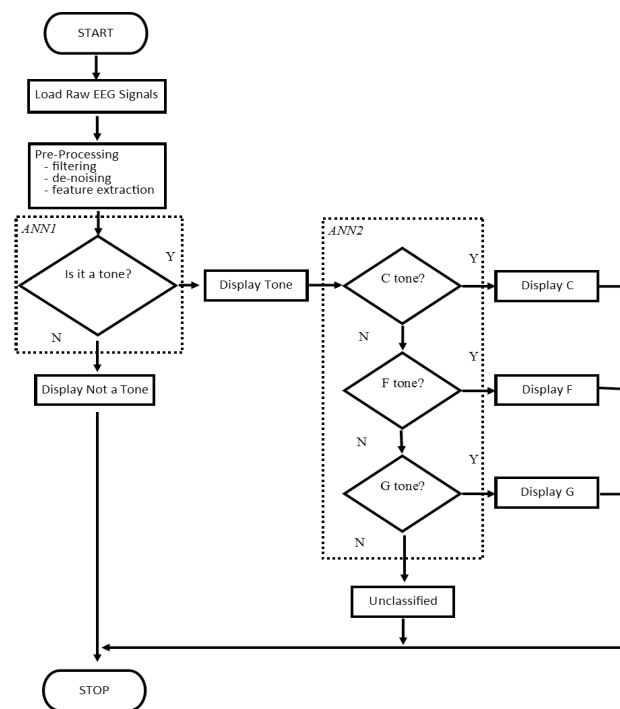 START
Load Raw EEG Signals
Pre-Processing
- filtering
- de-noising
- feature extraction
ANN1
Is it a tone?
Y
N
Display Not a Tone
Display Tone
ANN2
C tone?
Y
Display C
N
F tone?
Y
Display F
N
G tone?
Y
Display G
N
Unclassified
STOP